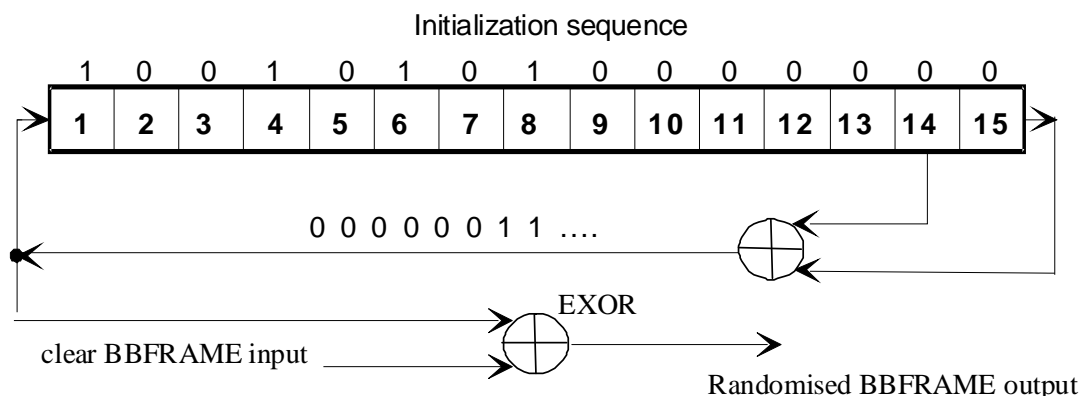 Initialization sequence
1 0 0 1 0 1 0 1 0 0 0 0 0 0 0
1 2 3 4 5 6 7 8 9 10 11 12 13 14 15
0 0 0 0 0 0 1 1 ....
EXOR
clear BBFRAME input
Randomised BBFRAME output